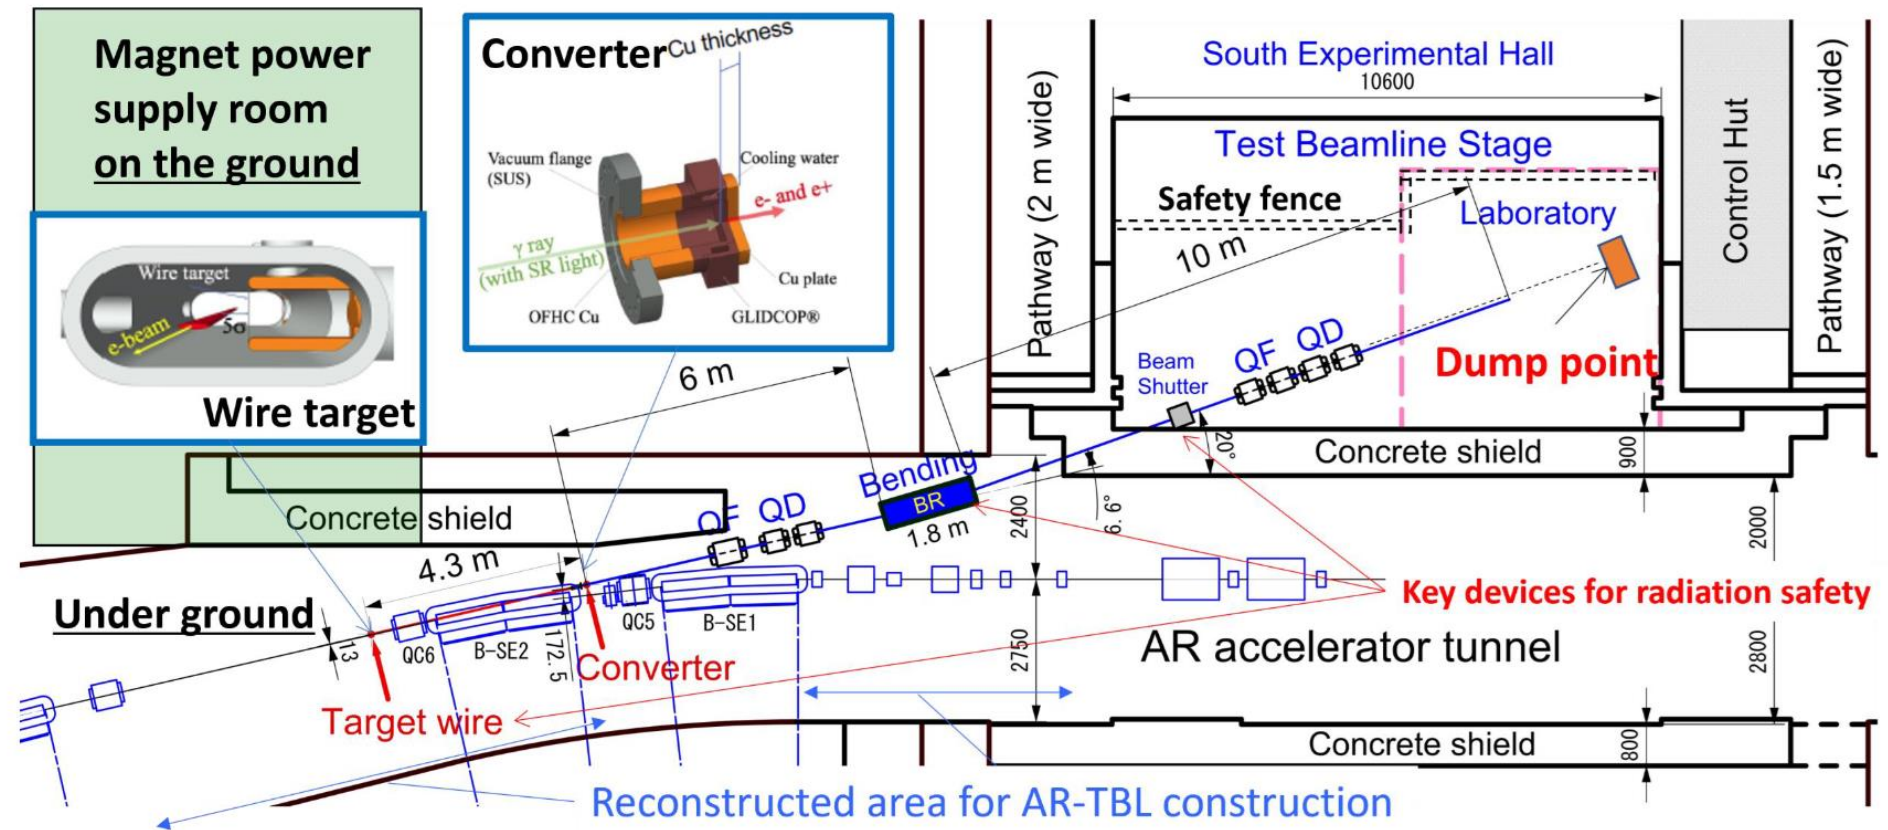 Magnet power
supply room
on the ground
Converter
Cu thickness
Vacuum flange
(SUS)
Cooling water
e- and e+
γ ray
(with SR light)
Cu plate
OFHC Cu
GLIDCOP®
Wire target
5σ
e-beam
Wire target
Pathway (2 m wide)
South Experimental Hall
10600
Test Beamline Stage
Safety fence
Laboratory
10 m
Control Hut
Pathway (1.5 m wide)
Beam
Shutter
QF QD
Dump point
6 m
20°
Concrete shield
900
Bending
BR
1.8 m
QF QD
2400
6.6°
2000
Concrete shield
4.3 m
Under ground
13
QC6
B-SE2
172.5
QC5
B-SE1
Converter
Target wire
2750
Key devices for radiation safety
AR accelerator tunnel
2800
Concrete shield
800
Reconstructed area for AR-TBL construction